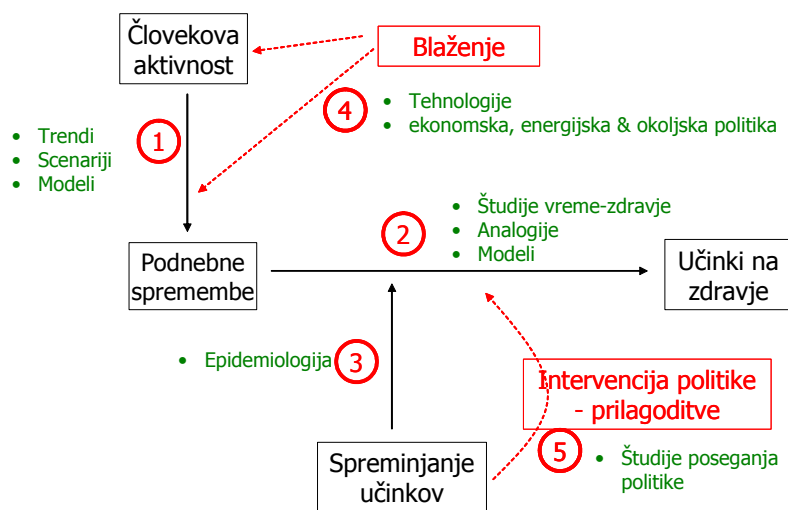 Človekova
aktivnost
Blaženje
4
• Tehnologije
• ekonomska, energijska & okoljska politika
1
• Trendi
• Scenariji
• Modeli
• Študije vreme-zdravje
• Analogije
• Modeli
2
Podnebne
spremembe
Učinki na
zdravje
• Epidemiologija
3
Intervencija politike
- prilagoditve
5
• Študije poseganja
politike
Spreminjanje
učinkov